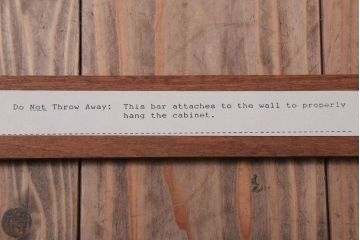 Do Not Throw Away: This bar attaches to the wall to properly
hang the cabinet.